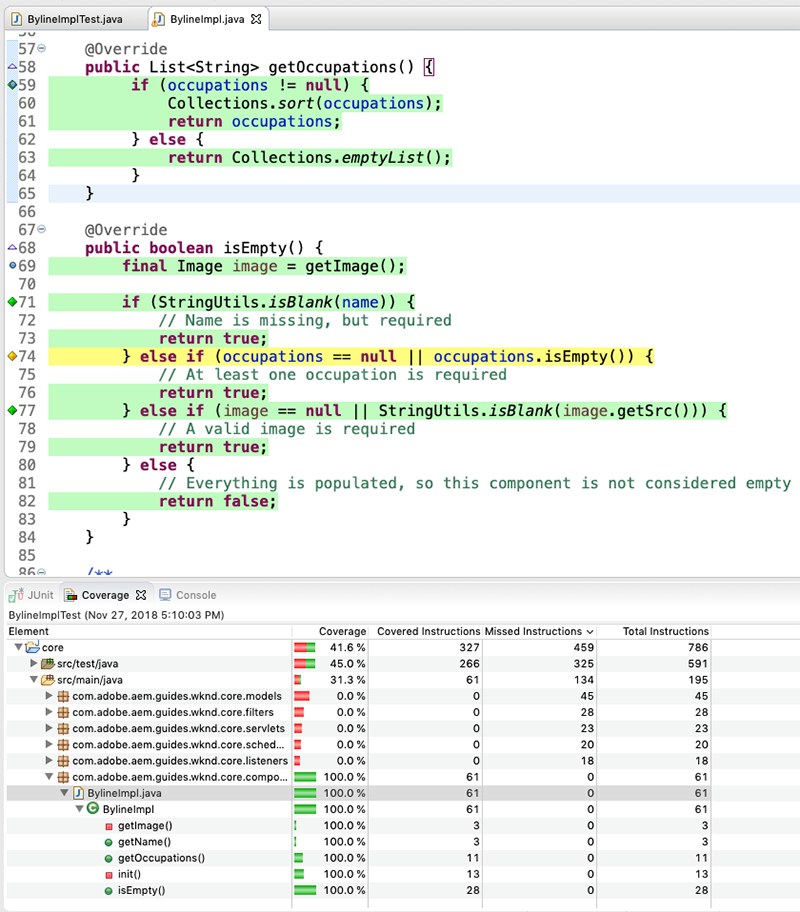 BylineImplTest.java BylineImpl.java
57 @Override
58 public List<String> getOccupations() {
59 if (occupations != null) {
60 Collections.sort(occupations);
61 return occupations;
62 } else {
63 return Collections.emptyList();
64 }
65 }
66
67 @Override
68 public boolean isEmpty() {
69 final Image image = getImage();
70
71 if (StringUtils.isBlank(name)) {
72 // Name is missing, but required
73 return true;
74 } else if (occupations == null || occupations.isEmpty()) {
75 // At least one occupation is required
76 return true;
77 } else if (image == null || StringUtils.isBlank(image.getSrc())) {
78 // A valid image is required
79 return true;
80 } else {
81 // Everything is populated, so this component is not considered empty
82 return false;
83 }
84 }
85
86 /**
JUnit Coverage Console
BylineImplTest (Nov 27, 2018 5:10:03 PM)
Element Coverage Covered Instructions Missed Instructions Total Instructions
core 41.6 % 327 459 786
src/test/java 45.0 % 266 325 591
src/main/java 31.3 % 61 134 195
com.adobe.aem.guides.wknd.core.models 0.0 % 0 45 45
com.adobe.aem.guides.wknd.core.filters 0.0 % 0 28 28
com.adobe.aem.guides.wknd.core.servlets 0.0 % 0 23 23
com.adobe.aem.guides.wknd.core.sched... 0.0 % 0 20 20
com.adobe.aem.guides.wknd.core.listeners 0.0 % 0 18 18
com.adobe.aem.guides.wknd.core.compo... 100.0 % 61 0 61
BylineImpl.java 100.0 % 61 0 61
BylineImpl 100.0 % 61 0 61
getImage() 100.0 % 3 0 3
getName() 100.0 % 3 0 3
getOccupations() 100.0 % 11 0 11
init() 100.0 % 13 0 13
isEmpty() 100.0 % 28 0 28